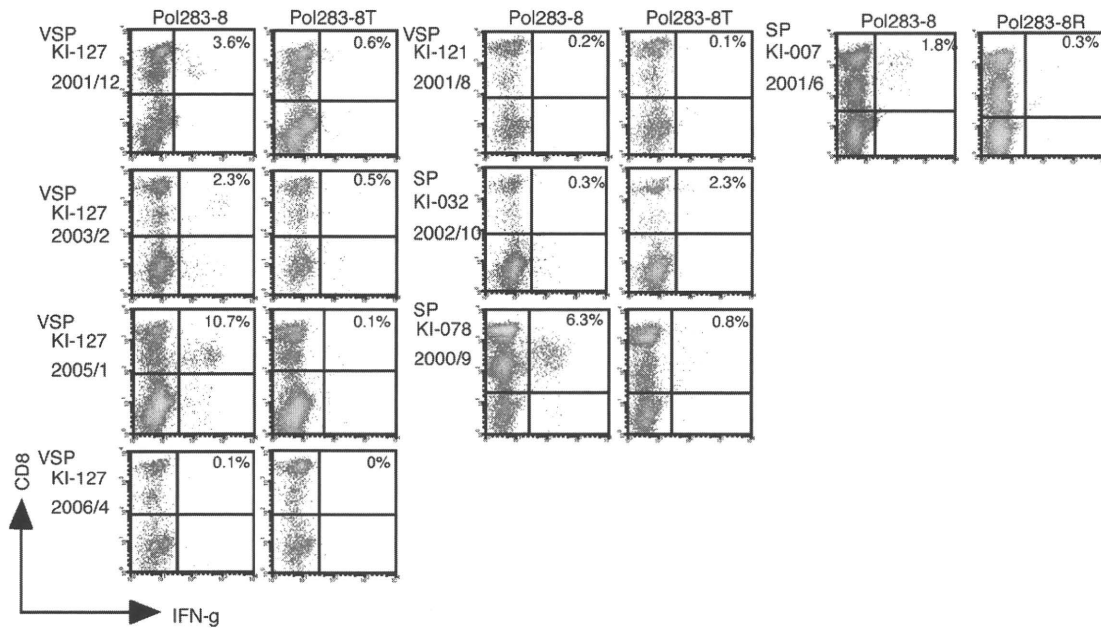 Pol283-8 Pol283-8T
VSP
KI-127
2001/12
3.6% 0.6%
VSP
KI-127
2003/2
2.3% 0.5%
VSP
KI-127
2005/1
10.7% 0.1%
VSP
KI-127
2006/4
0.1% 0%
Pol283-8 Pol283-8T
VSP
KI-121
2001/8
0.2% 0.1%
SP
KI-032
2002/10
0.3% 2.3%
SP
KI-078
2000/9
6.3% 0.8%
Pol283-8 Pol283-8R
SP
KI-007
2001/6
1.8% 0.3%
CD8
IFN-g